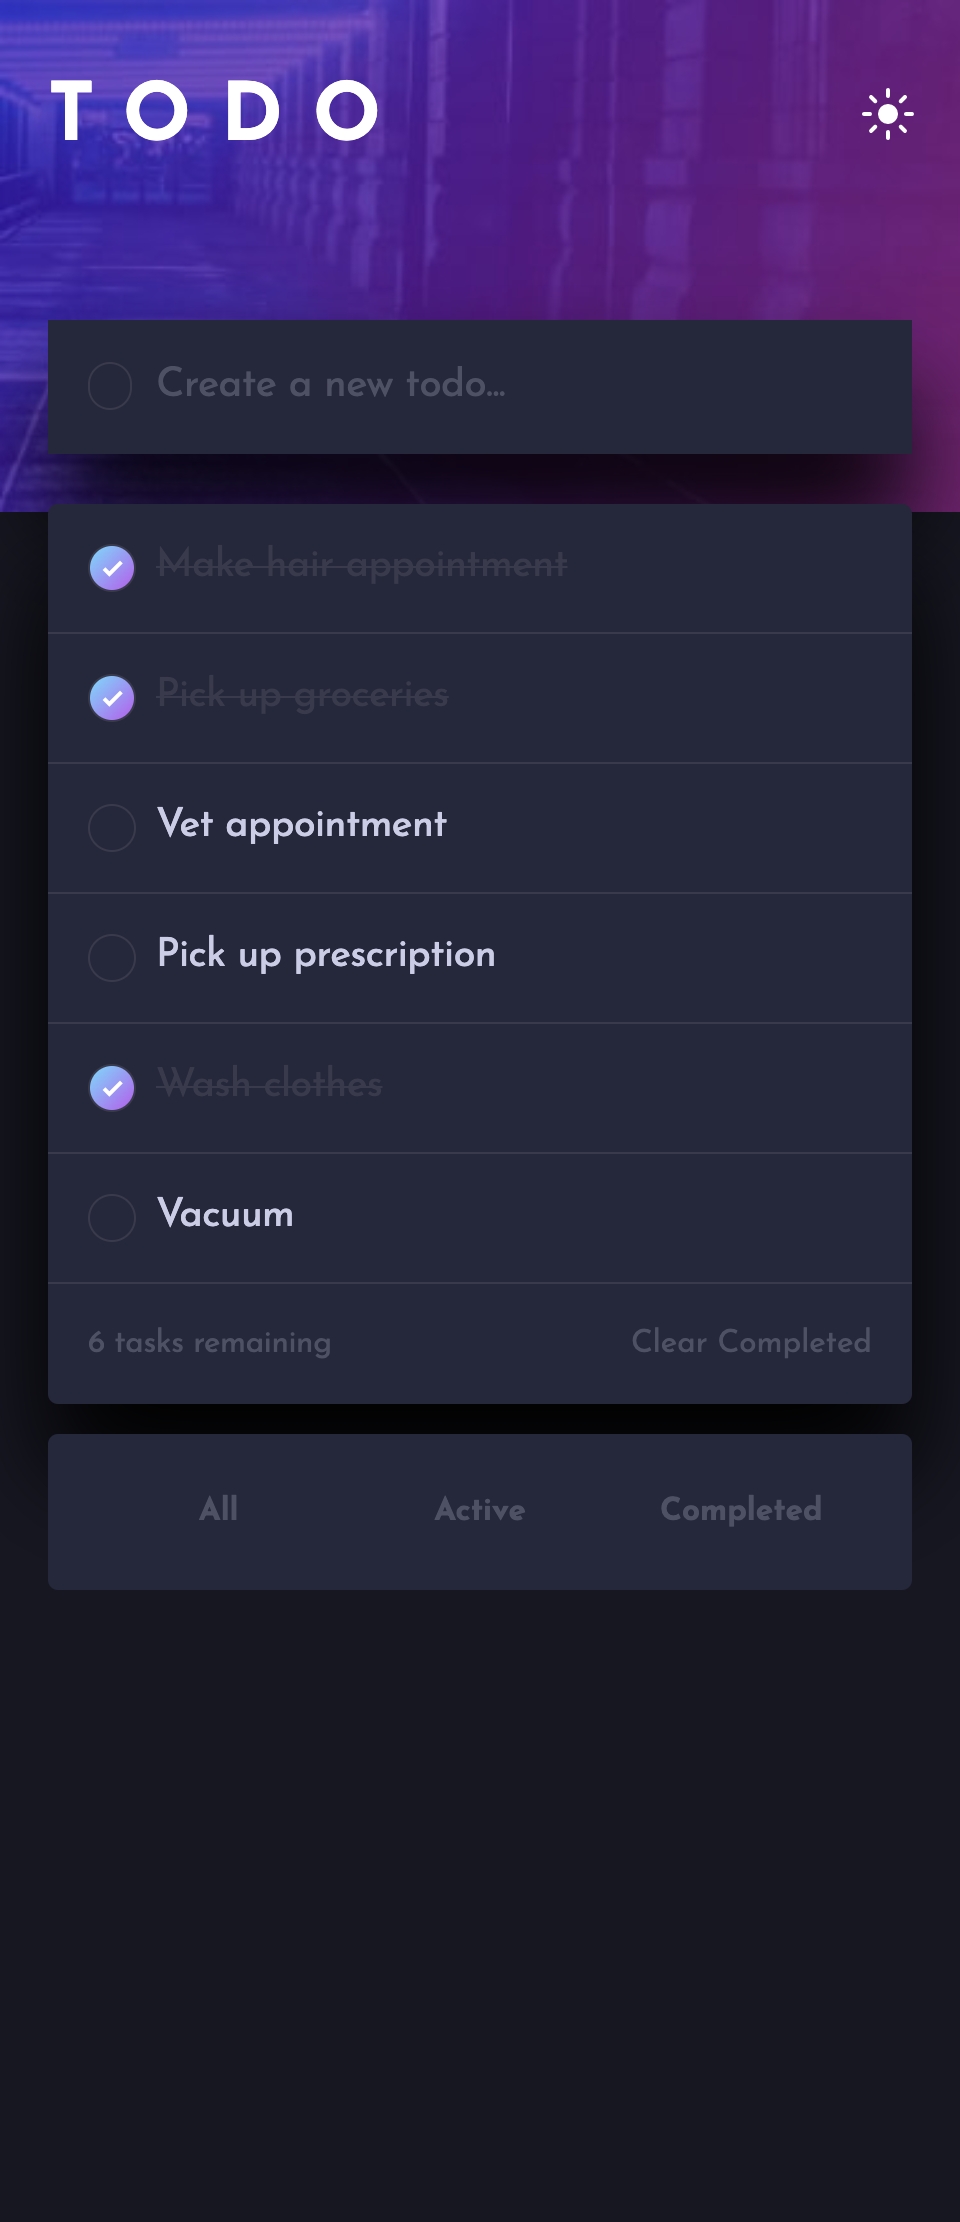 TODO
Create a new todo...
Make hair appointment
Pick up groceries
Vet appointment
Pick up prescription
Wash clothes
Vacuum
6 tasks remaining Clear Completed
All Active Completed